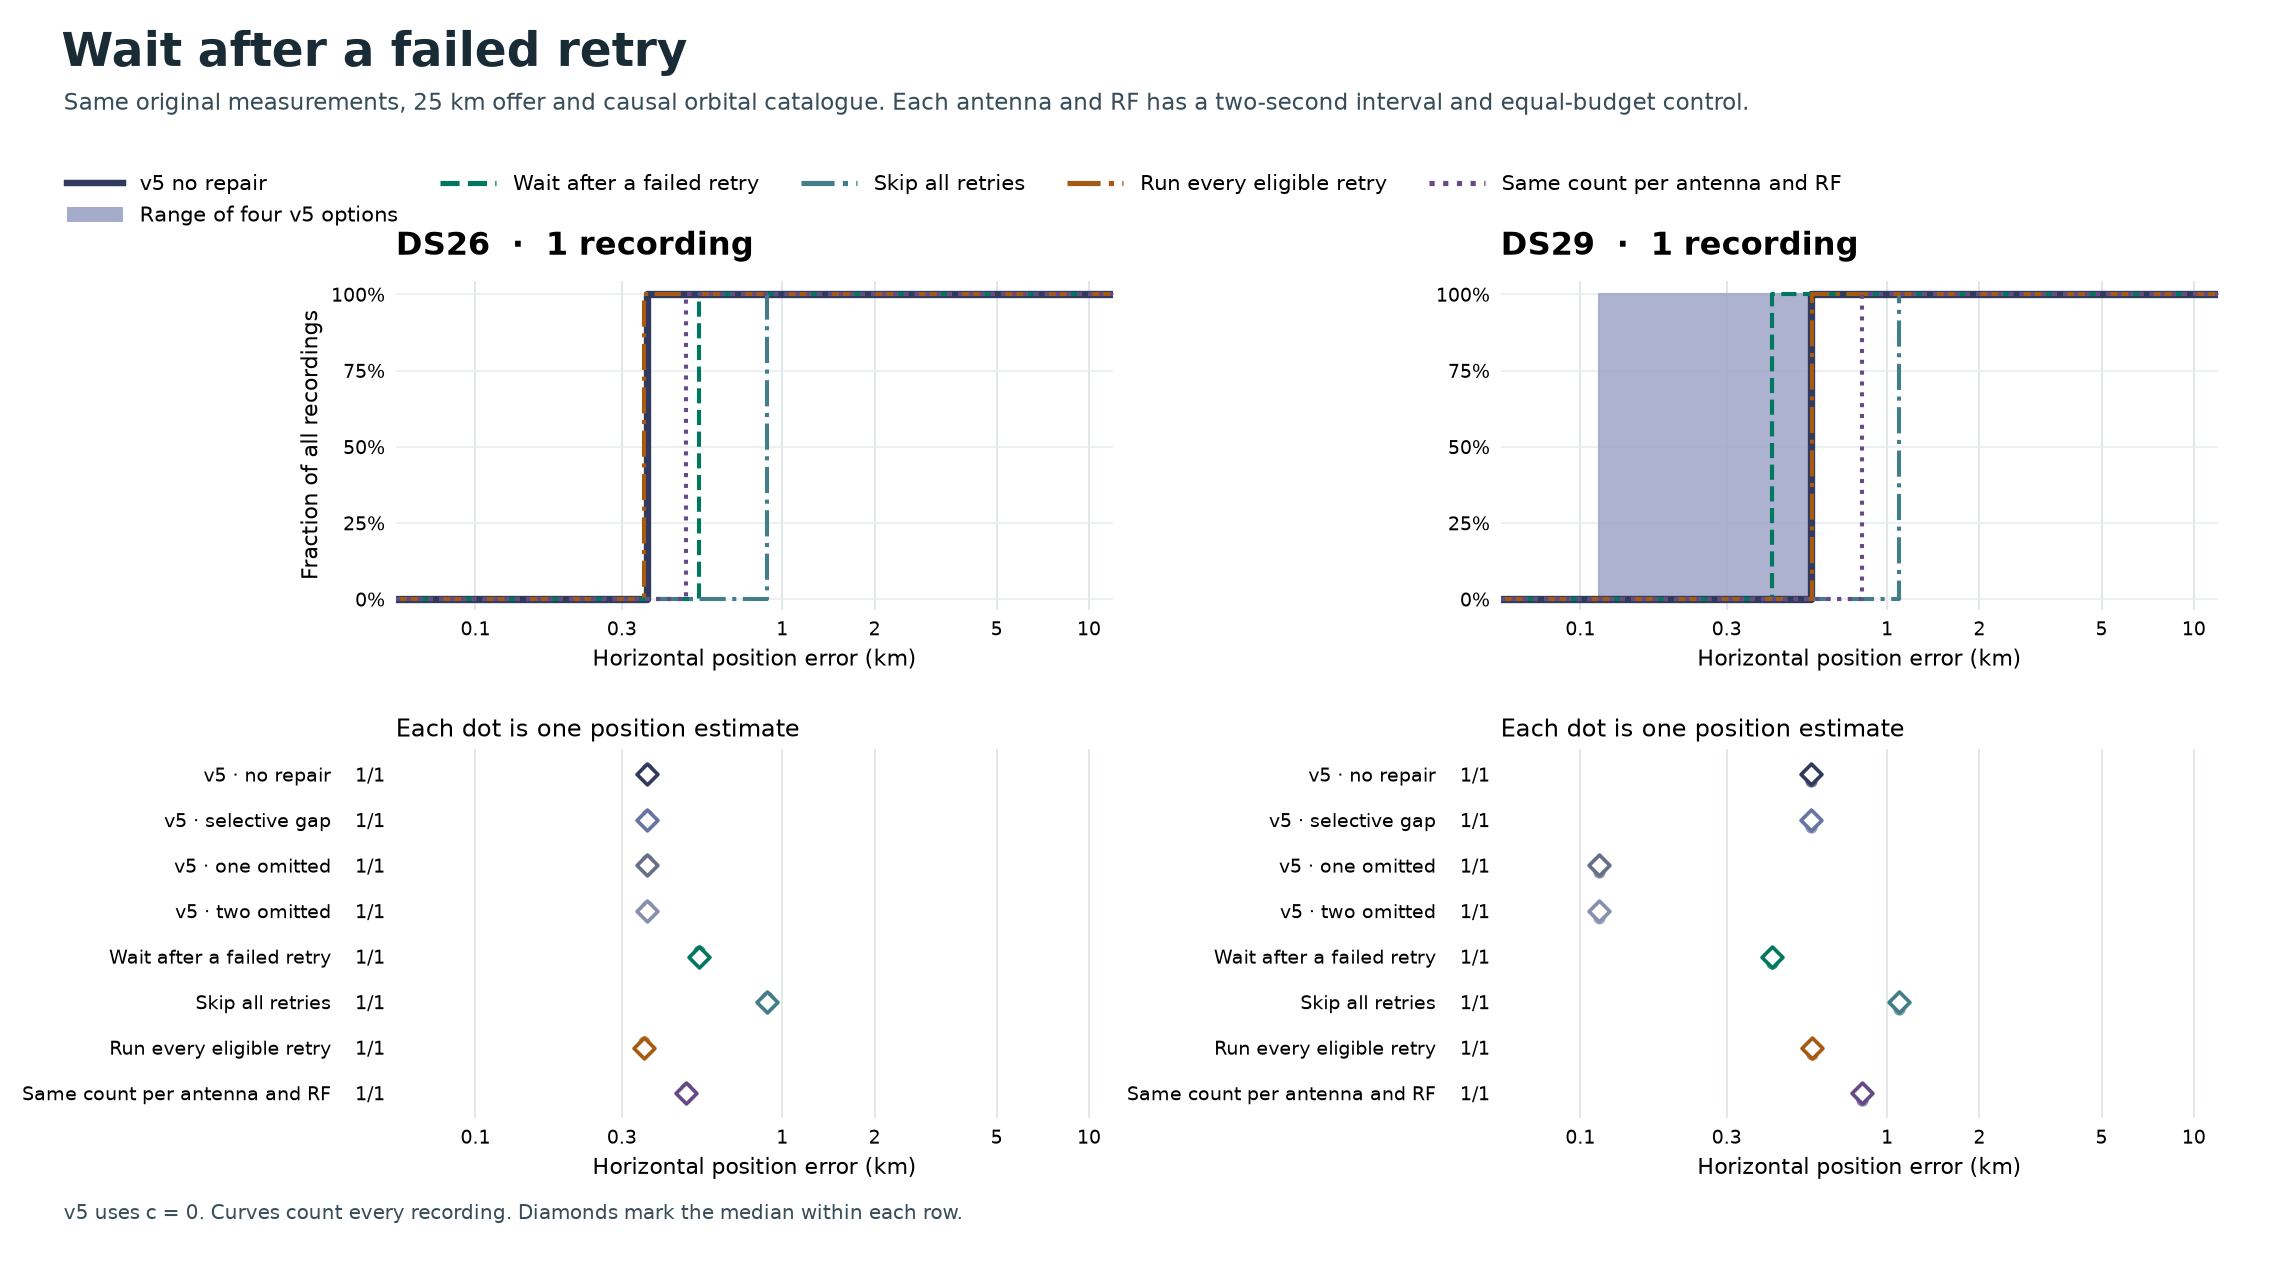 Wait after a failed retry
Same original measurements, 25 km offer and causal orbital catalogue. Each antenna and RF has a two-second interval and equal-budget control.
v5 no repair
Wait after a failed retry
Skip all retries
Run every eligible retry
Same count per antenna and RF
Range of four v5 options
DS26 · 1 recording
Fraction of all recordings
100%
75%
50%
25%
0%
0.1 0.3 1 2 5 10
Horizontal position error (km)
DS29 · 1 recording
100%
75%
50%
25%
0%
0.1 0.3 1 2 5 10
Horizontal position error (km)
Each dot is one position estimate
v5 · no repair 1/1
v5 · selective gap 1/1
v5 · one omitted 1/1
v5 · two omitted 1/1
Wait after a failed retry 1/1
Skip all retries 1/1
Run every eligible retry 1/1
Same count per antenna and RF 1/1
0.1 0.3 1 2 5 10
Horizontal position error (km)
Each dot is one position estimate
v5 · no repair 1/1
v5 · selective gap 1/1
v5 · one omitted 1/1
v5 · two omitted 1/1
Wait after a failed retry 1/1
Skip all retries 1/1
Run every eligible retry 1/1
Same count per antenna and RF 1/1
0.1 0.3 1 2 5 10
Horizontal position error (km)
v5 uses c = 0. Curves count every recording. Diamonds mark the median within each row.